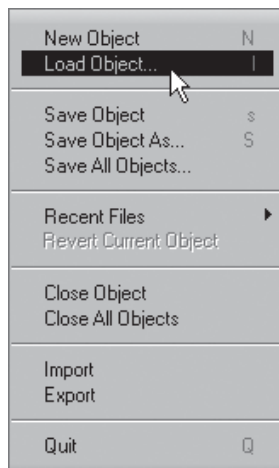 New Object N
Load Object... l
Save Object s
Save Object As... S
Save All Objects...
Recent Files
Revert Current Object
Close Object
Close All Objects
Import
Export
Quit Q